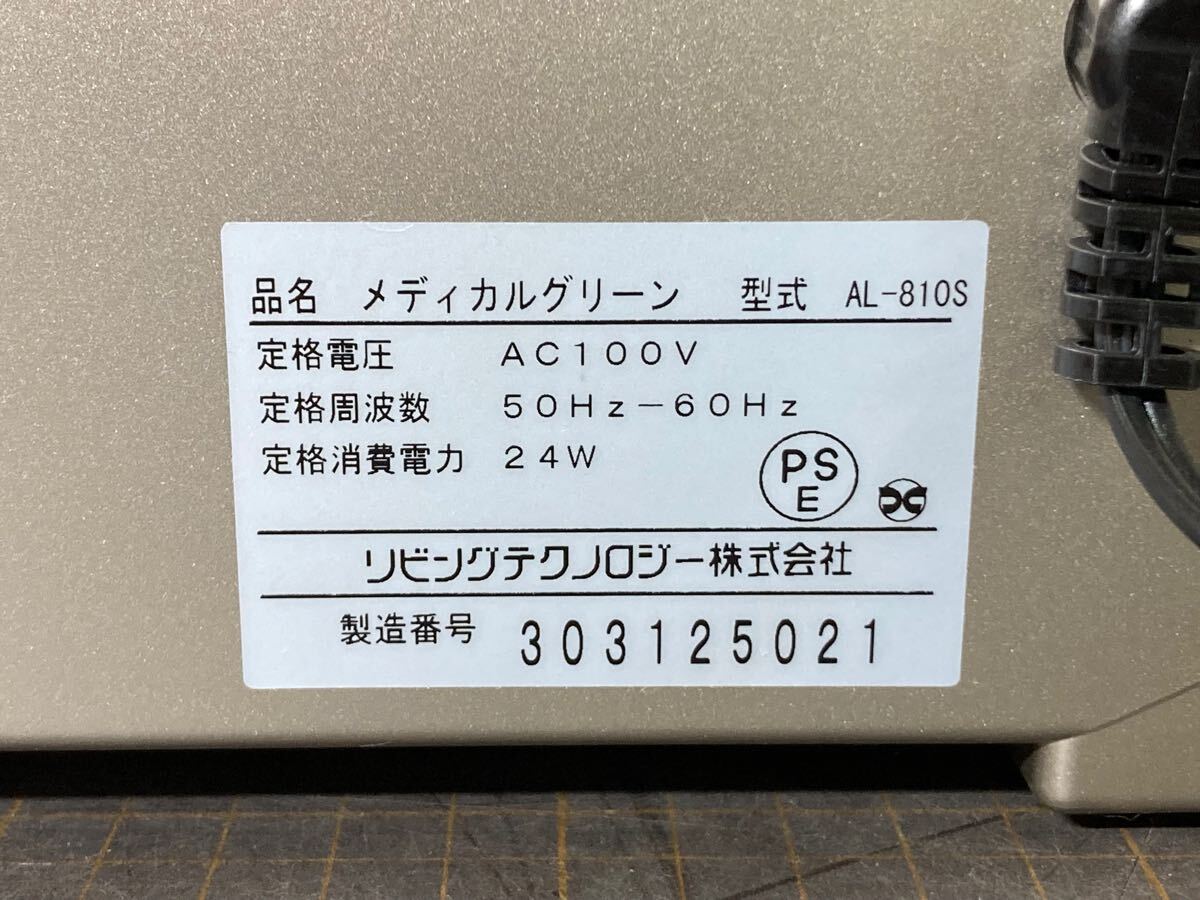 品名 メディカルグリーン 型式 AL-810S
定格電圧 AC100V
定格周波数 50Hz-60Hz
定格消費電力 24W
PS
E
リビングテクノロジー株式会社
製造番号 303125021